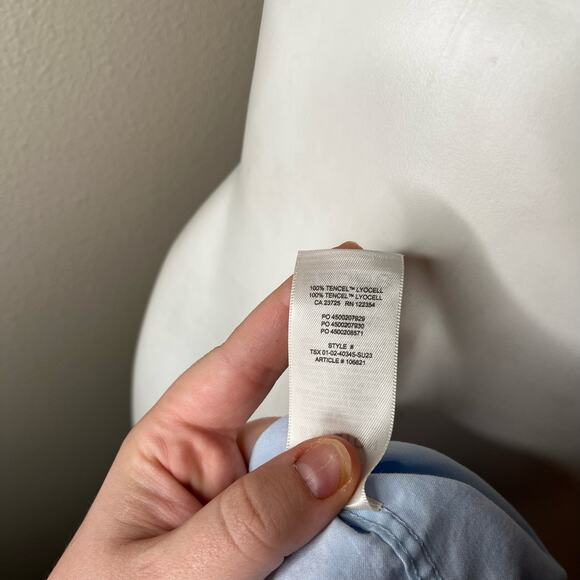 100% TENCEL™ LYOCELL
100% TENCEL™ LYOCELL
CA 23725 RN 122354
PO 4500207929
PO 4500207930
PO 4500208571
STYLE #
TSX 01-02-40345-SU23
ARTICLE # 106621